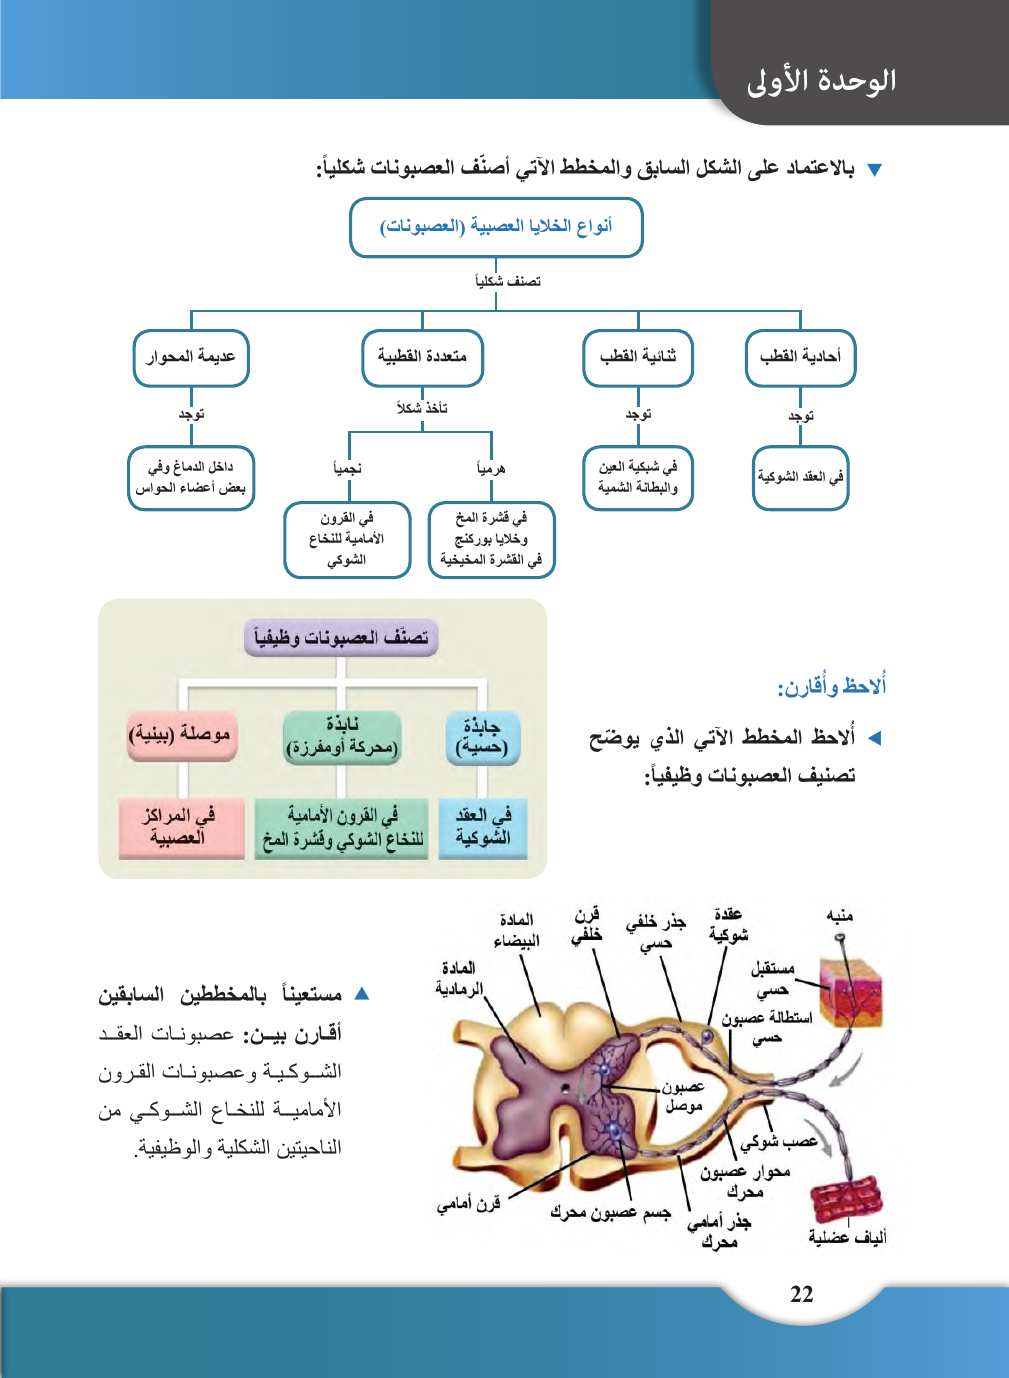 الوحدة الأولى
بالاعتماد على الشكل السابق والمخطط الآتي أصنّف العصبونات شكلياً:
أنواع الخلايا العصبية (العصبونات)
تصنف شكلياً
أحادية القطب
ثنائية القطب
متعددة القطبية
عديمة المحوار
توجد
توجد
تأخذ شكلاً
توجد
في العقد الشوكية
في شبكية العين
والبطانة الشمية
هرمياً
نجمياً
داخل الدماغ وفي
بعض أعضاء الحواس
في قشرة المخ
وخلايا بوركنج
في القشرة المخيخية
في القرون
الأمامية للنخاع
الشوكي
أُلاحظ وأُقارن:
أُلاحظ المخطط الآتي الذي يوضّح
تصنيف العصبونات وظيفياً:
تصنّف العصبونات وظيفياً
جابذة
(حسية)
نابذة
(محركة أومفرزة)
موصلة (بينية)
في العقد
الشوكية
في القرون الأمامية
للنخاع الشوكي وقشرة المخ
في المراكز
العصبية
منبه
عقدة
شوكية
جذر خلفي
حسي
قرن
خلفي
المادة
البيضاء
المادة
الرمادية
مستقبل
حسي
استطالة عصبون
حسي
عصبون
موصل
عصب شوكي
محوار عصبون
محرك
قرن أمامي
جسم عصبون محرك
جذر أمامي
محرك
ألياف عضلية
مستعيناً بالمخططين السابقين
أقارن بين: عصبونات العقد
الشوكية وعصبونات القرون
الأمامية للنخاع الشوكي من
الناحيتين الشكلية والوظيفية.
22